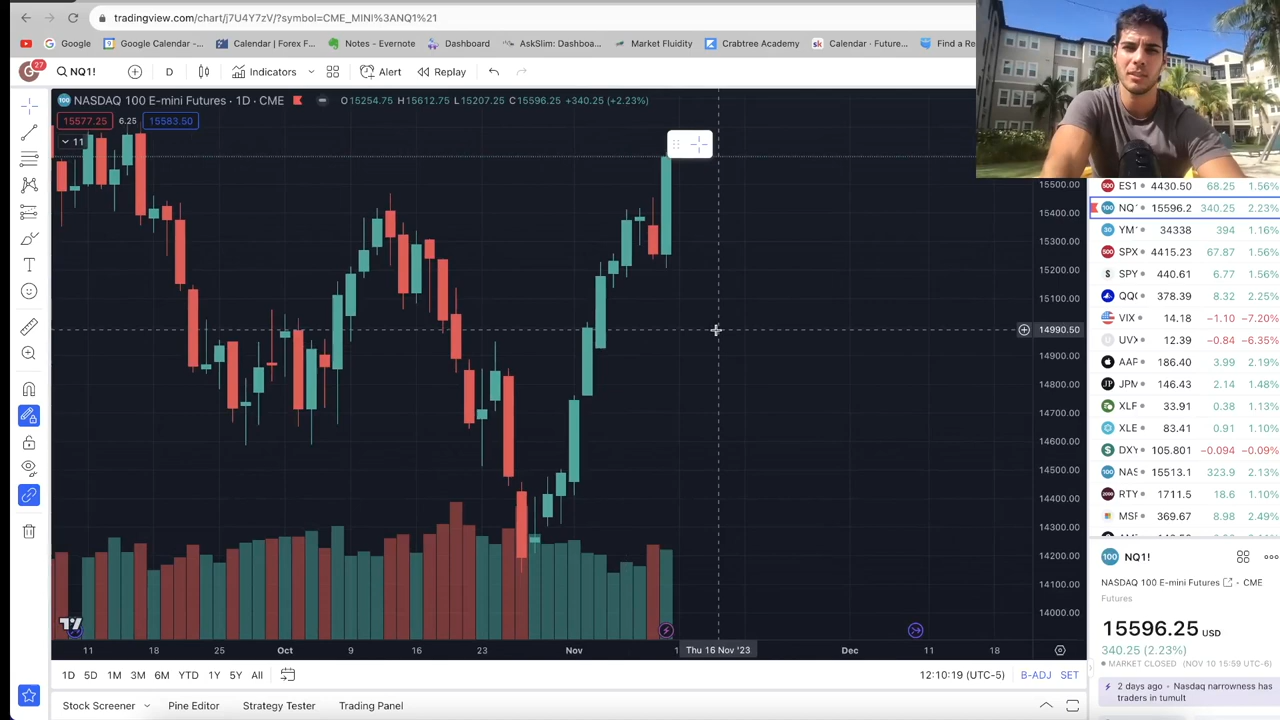 tradingview.com/chart/j7U4Y7zV/?symbol=CME_MINI%3ANQ1%21
Google
Google Calendar -...
Calendar | Forex F...
Notes - Evernote
Dashboard
AskSlim: Dashboa...
Market Fluidity
Crabtree Academy
Calendar · Future...
Find a Re
27
NQ1!
D
Indicators
Alert
Replay
NASDAQ 100 E-mini Futures · 1D · CME
O15254.75 H15612.75 L15207.25 C15596.25 +340.25 (+2.23%)
15577.25 6.25 15583.50
11
15500.00
15400.00
15300.00
15200.00
15100.00
14990.50
14900.00
14800.00
14700.00
14600.00
14500.00
14400.00
14300.00
14200.00
14100.00
14000.00
ES1 4430.50 68.25 1.56%
NQ 15596.2 340.25 2.23%
YM 34338 394 1.16%
SPX 4415.23 67.87 1.56%
SPY 440.61 6.77 1.56%
QQQ 378.39 8.32 2.25%
VIX 14.18 −1.10 −7.20%
UVX 12.39 −0.84 −6.35%
AAP 186.40 3.99 2.19%
JPM 146.43 2.14 1.48%
XLF 33.91 0.38 1.13%
XLE 83.41 0.91 1.10%
DXY 105.801 −0.094 −0.09%
NAS 15513.1 323.9 2.13%
RTY 1711.5 18.6 1.10%
MSF 369.67 8.98 2.49%
NQ1!
NASDAQ 100 E-mini Futures · CME
Futures
15596.25 USD
340.25 (2.23%)
MARKET CLOSED (NOV 10 15:59 UTC-6)
2 days ago · Nasdaq narrowness has
traders in tumult
11 18 25 Oct 9 16 23 Nov Thu 16 Nov '23 Dec 11 18
1D 5D 1M 3M 6M YTD 1Y 5Y All
12:10:19 (UTC-5) B-ADJ SET
Stock Screener Pine Editor Strategy Tester Trading Panel